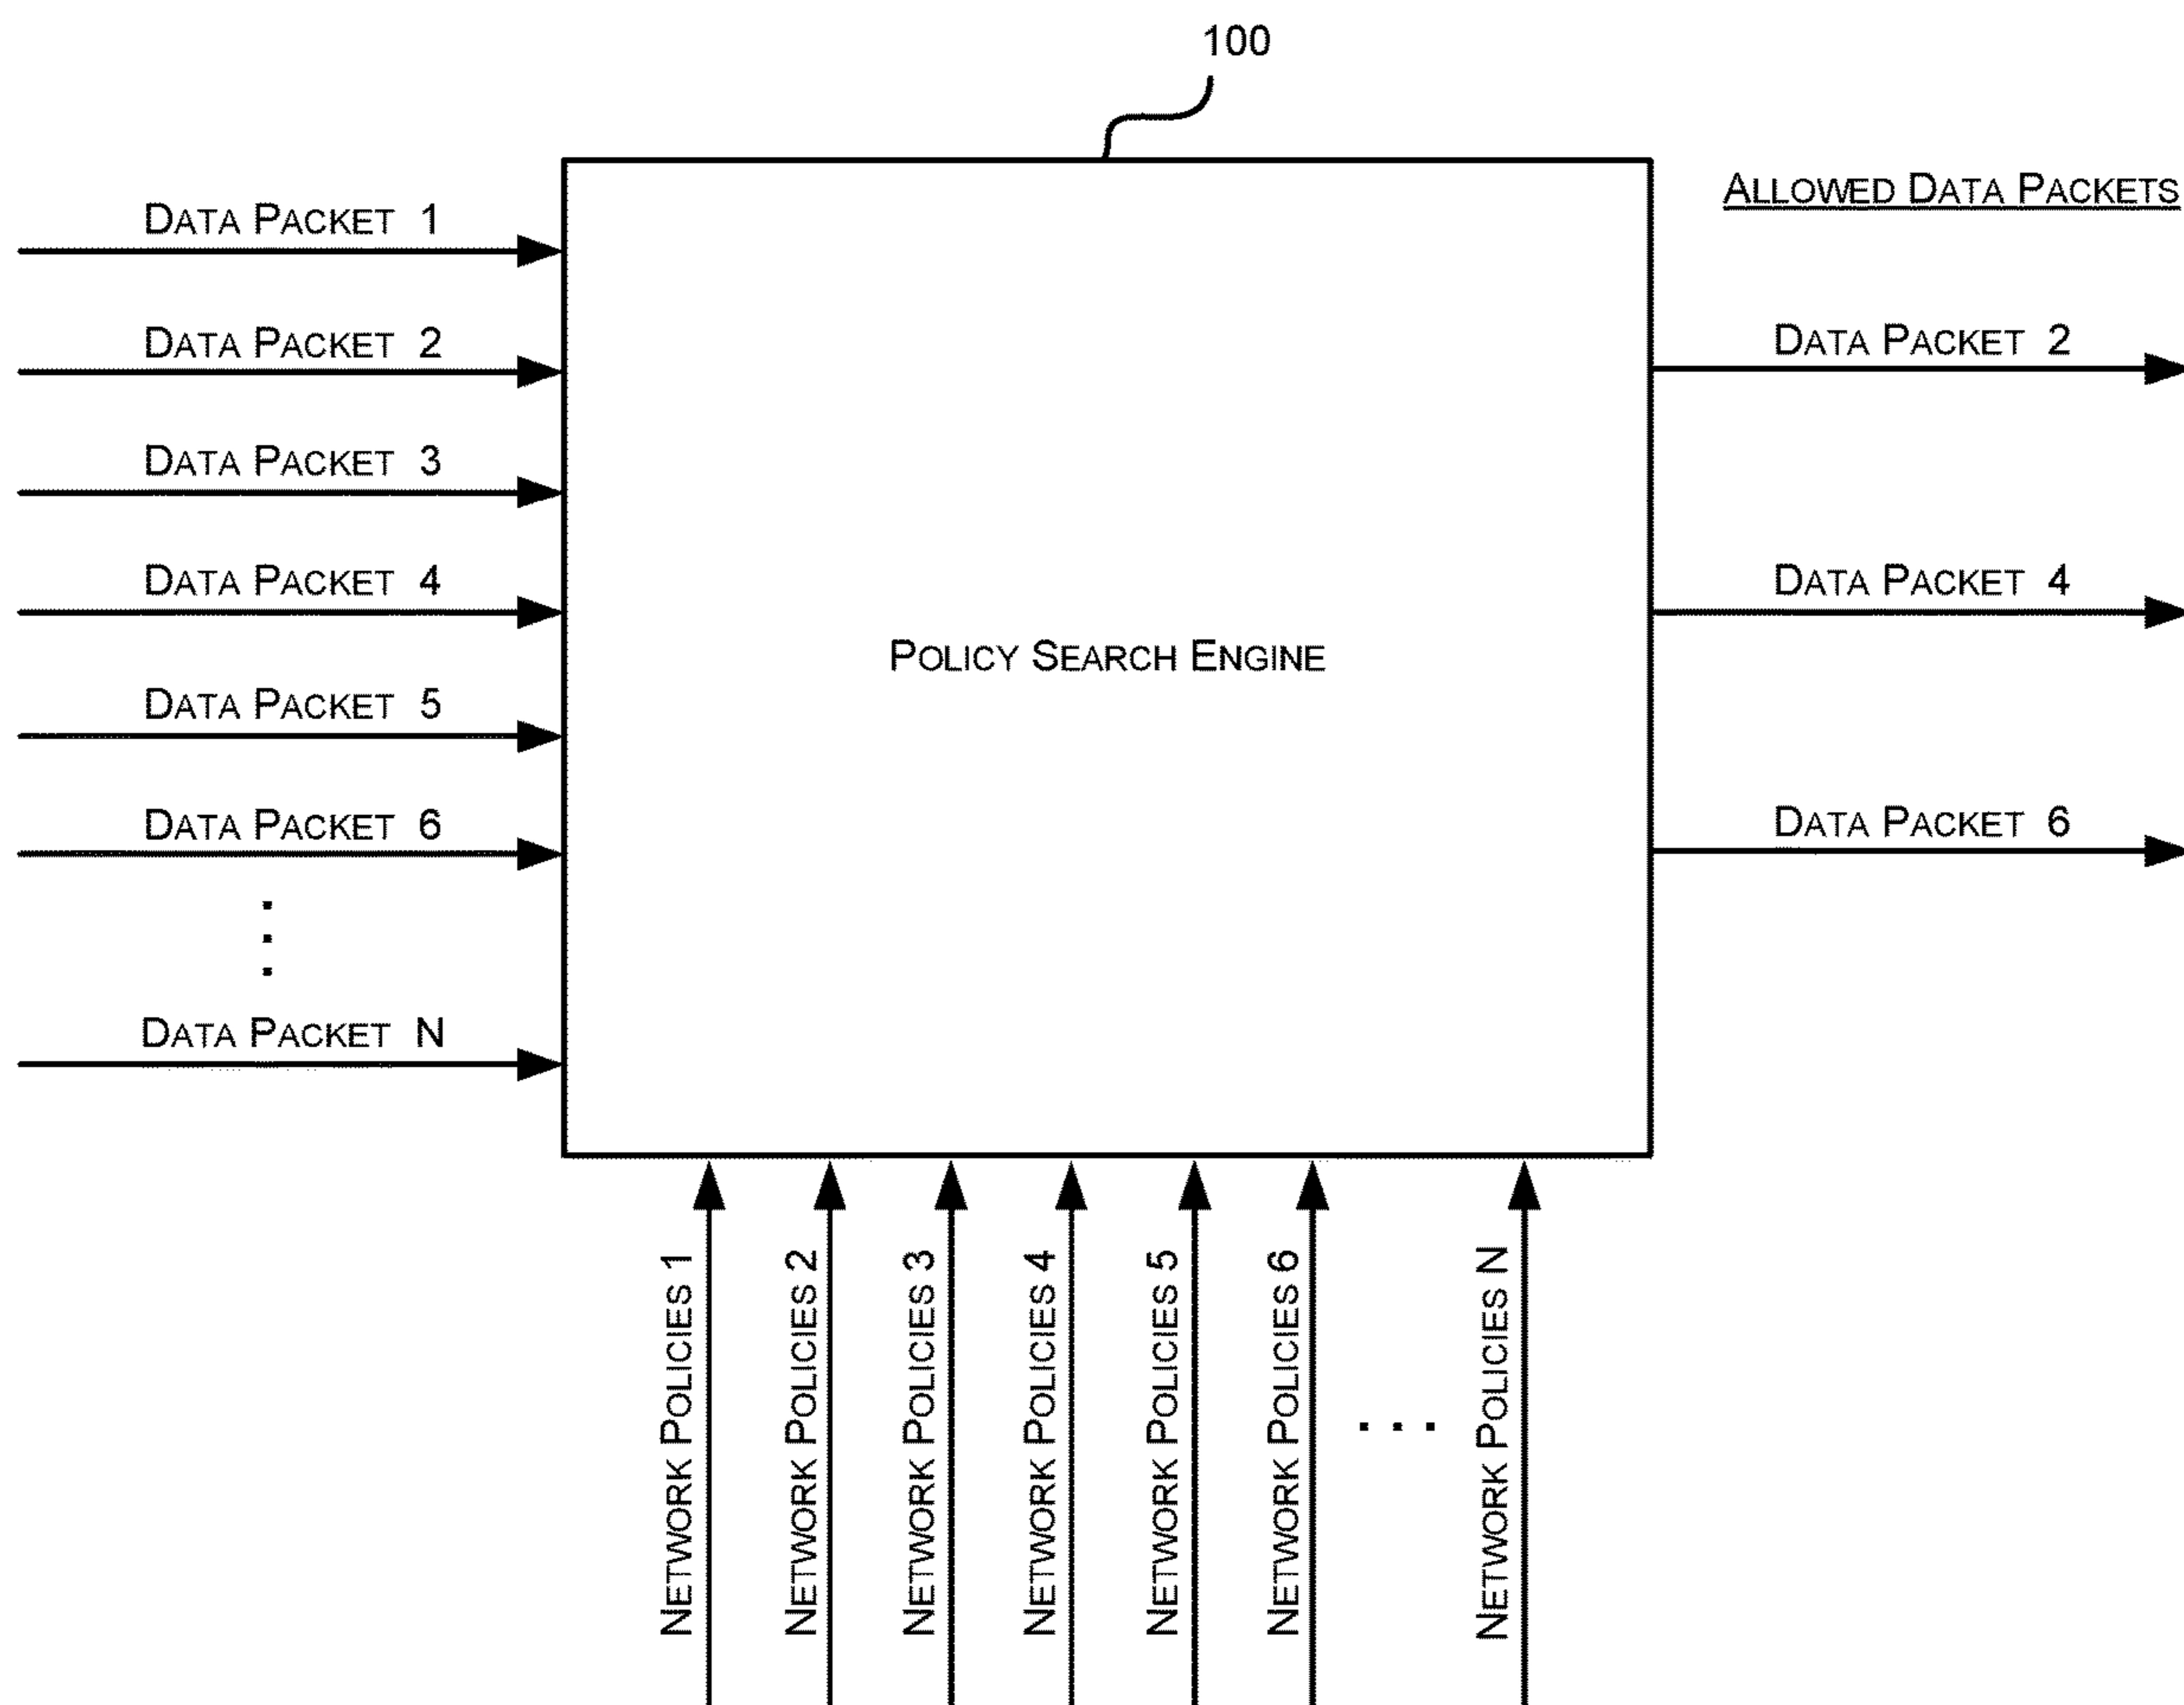 100
ALLOWED DATA PACKETS
DATA PACKET 1
DATA PACKET 2
DATA PACKET 3
DATA PACKET 4
DATA PACKET 5
DATA PACKET 6
DATA PACKET N
POLICY SEARCH ENGINE
DATA PACKET 2
DATA PACKET 4
DATA PACKET 6
NETWORK POLICIES 1
NETWORK POLICIES 2
NETWORK POLICIES 3
NETWORK POLICIES 4
NETWORK POLICIES 5
NETWORK POLICIES 6
NETWORK POLICIES N